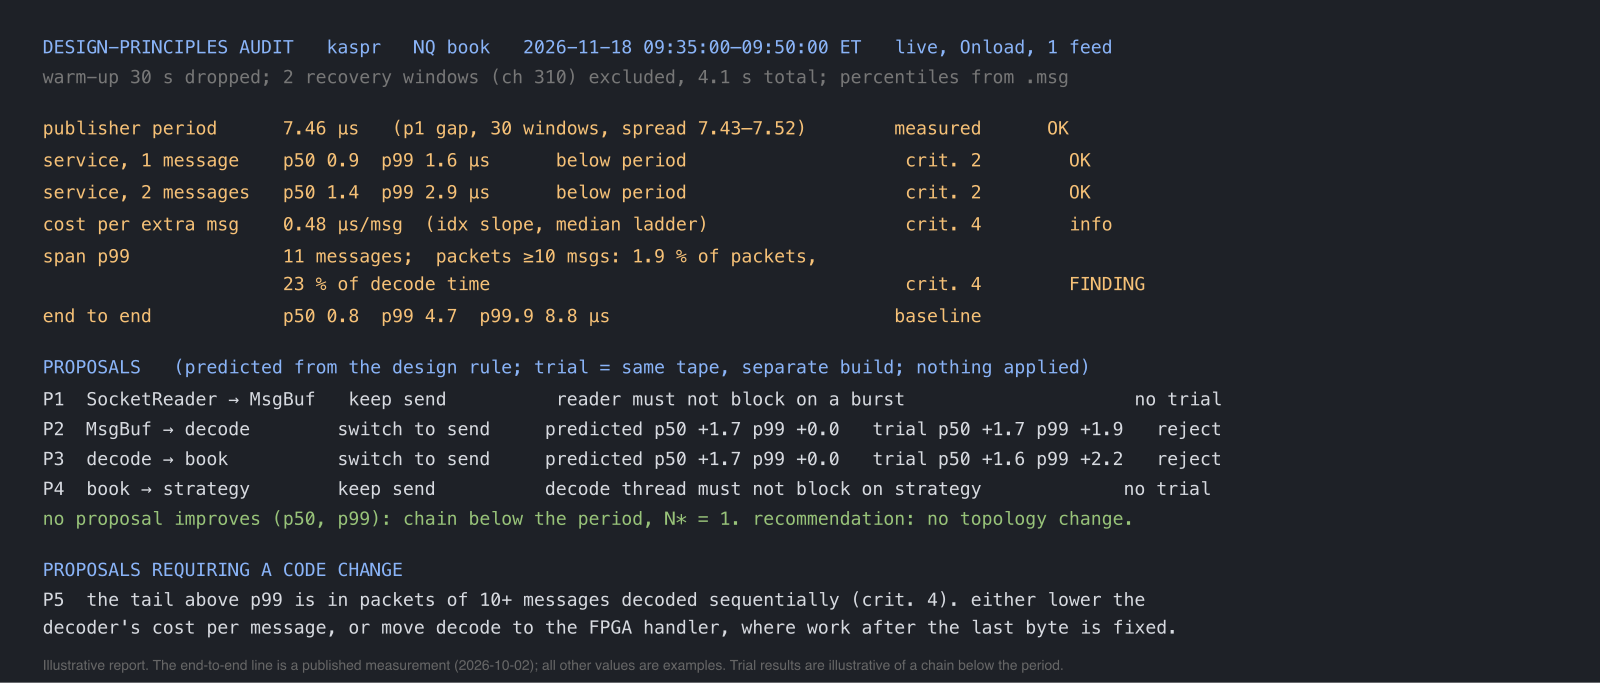 DESIGN-PRINCIPLES AUDIT kaspr NQ book 2026-11-18 09:35:00–09:50:00 ET live, Onload, 1 feed
warm-up 30 s dropped; 2 recovery windows (ch 310) excluded, 4.1 s total; percentiles from .msg
publisher period 7.46 µs (p1 gap, 30 windows, spread 7.43–7.52) measured OK
service, 1 message p50 0.9 p99 1.6 µs below period crit. 2 OK
service, 2 messages p50 1.4 p99 2.9 µs below period crit. 2 OK
cost per extra msg 0.48 µs/msg (idx slope, median ladder) crit. 4 info
span p99 11 messages; packets ≥10 msgs: 1.9 % of packets,
23 % of decode time crit. 4 FINDING
end to end p50 0.8 p99 4.7 p99.9 8.8 µs baseline
PROPOSALS (predicted from the design rule; trial = same tape, separate build; nothing applied)
P1 SocketReader → MsgBuf keep send reader must not block on a burst no trial
P2 MsgBuf → decode switch to send predicted p50 +1.7 p99 +0.0 trial p50 +1.7 p99 +1.9 reject
P3 decode → book switch to send predicted p50 +1.7 p99 +0.0 trial p50 +1.6 p99 +2.2 reject
P4 book → strategy keep send decode thread must not block on strategy no trial
no proposal improves (p50, p99): chain below the period, N* = 1. recommendation: no topology change.
PROPOSALS REQUIRING A CODE CHANGE
P5 the tail above p99 is in packets of 10+ messages decoded sequentially (crit. 4). either lower the
decoder's cost per message, or move decode to the FPGA handler, where work after the last byte is fixed.
Illustrative report. The end-to-end line is a published measurement (2026-10-02); all other values are examples. Trial results are illustrative of a chain below the period.